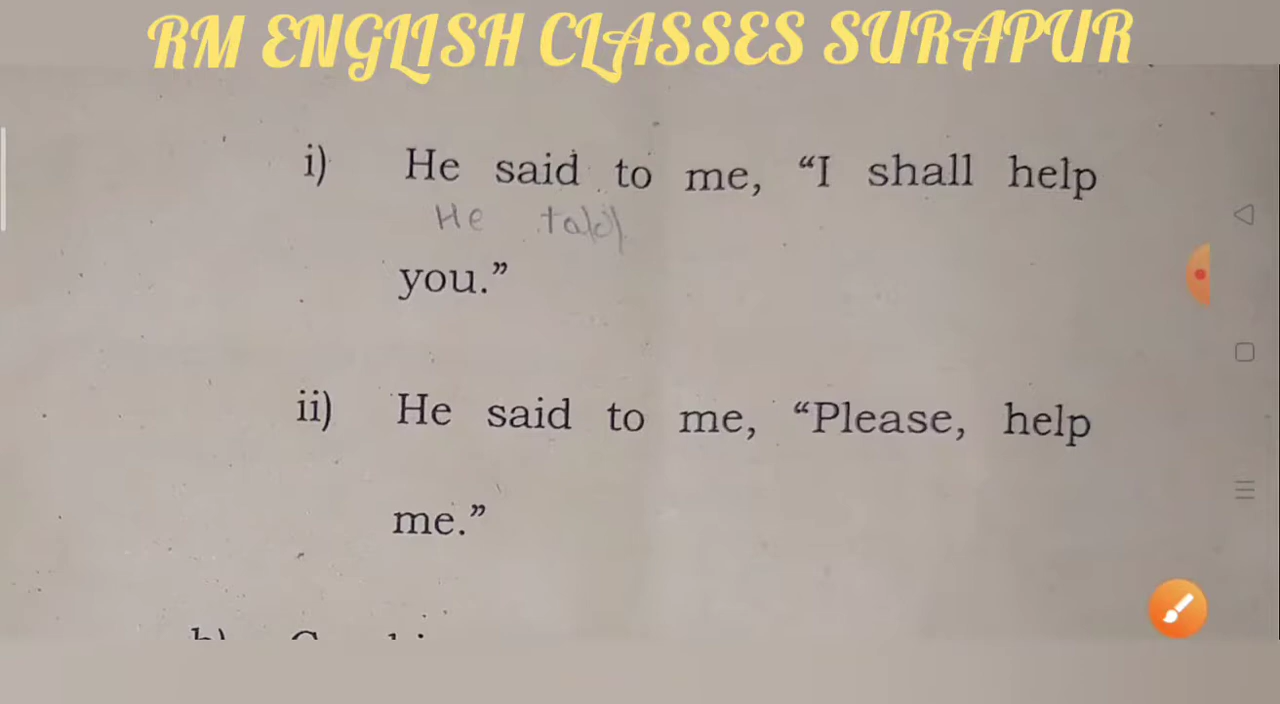 RM ENGLISH CLASSES SURAPUR
i) He said to me, “I shall help
He told
you.”
ii) He said to me, “Please, help
me.”